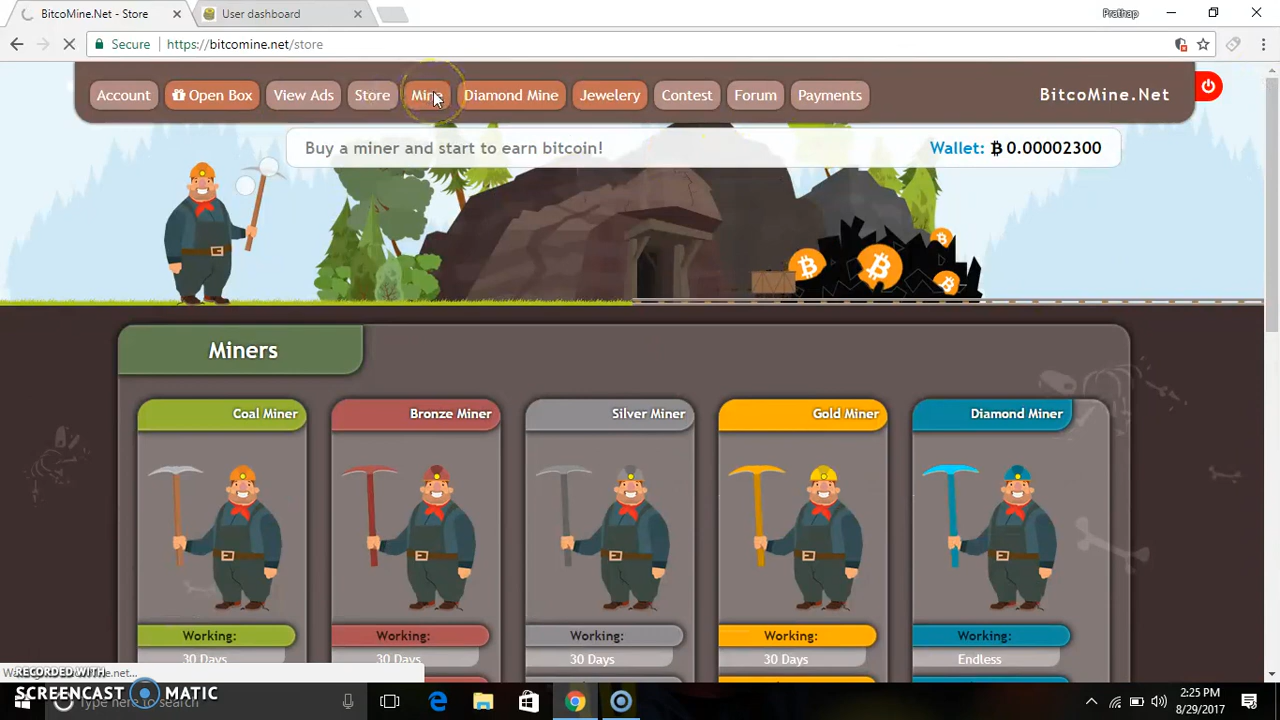 BitcoMine.Net - Store
User dashboard
Prathap
Secure
https://bitcomine.net/store
Account
Open Box
View Ads
Store
Mine
Diamond Mine
Jewelery
Contest
Forum
Payments
BitcoMine.Net
Buy a miner and start to earn bitcoin!
Wallet: ฿ 0.00002300
Miners
Coal Miner
Bronze Miner
Silver Miner
Gold Miner
Diamond Miner
Working:
Working:
Working:
Working:
Working:
30 Days
30 Days
30 Days
30 Days
Endless
RECORDED WITH
SCREENCAST MATIC
Type here to search
2:25 PM
8/29/2017